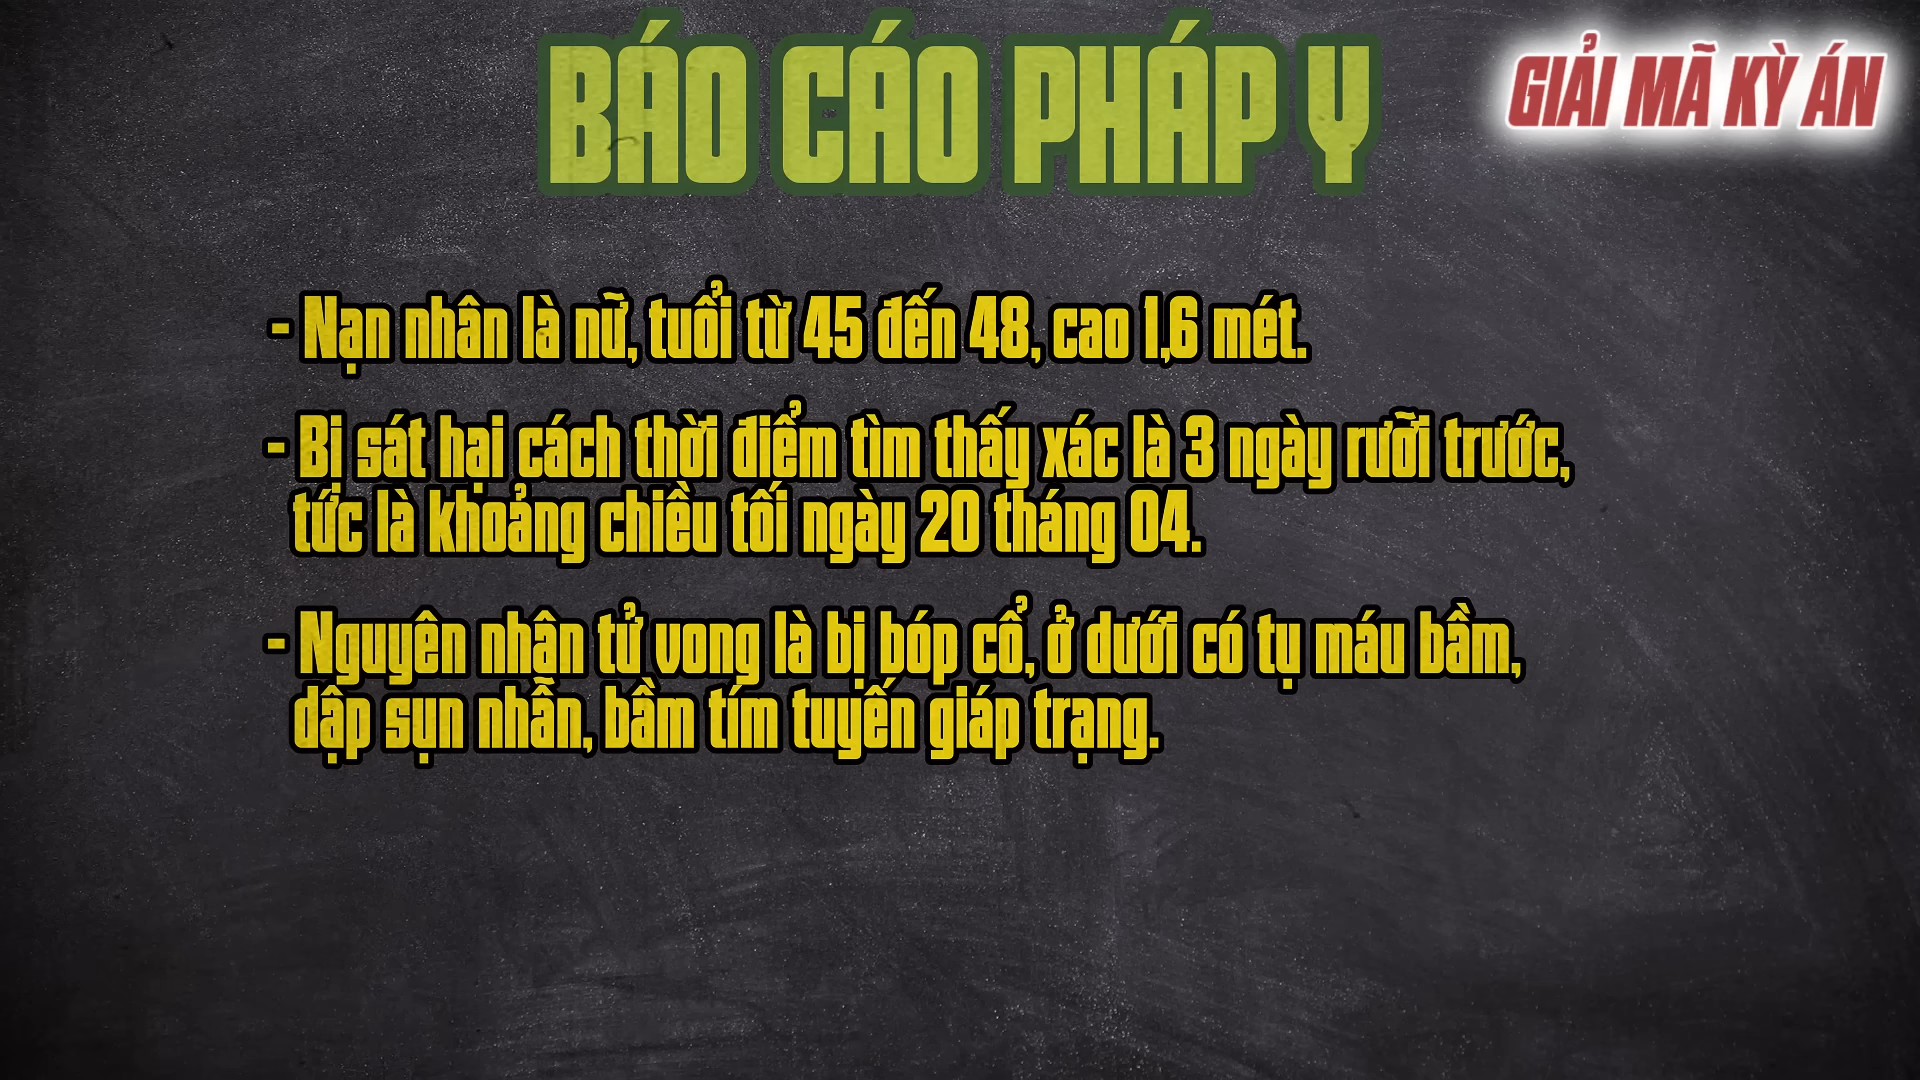 BÁO CÁO PHÁP Y
GIẢI MÃ KỲ ÁN
- Nạn nhân là nữ, tuổi từ 45 đến 48, cao 1,6 mét.
- Bị sát hại cách thời điểm tìm thấy xác là 3 ngày rưỡi trước,
tức là khoảng chiều tối ngày 20 tháng 04.
- Nguyên nhân tử vong là bị bóp cổ, ở dưới có tụ máu bầm,
dập sụn nhẫn, bầm tím tuyến giáp trạng.